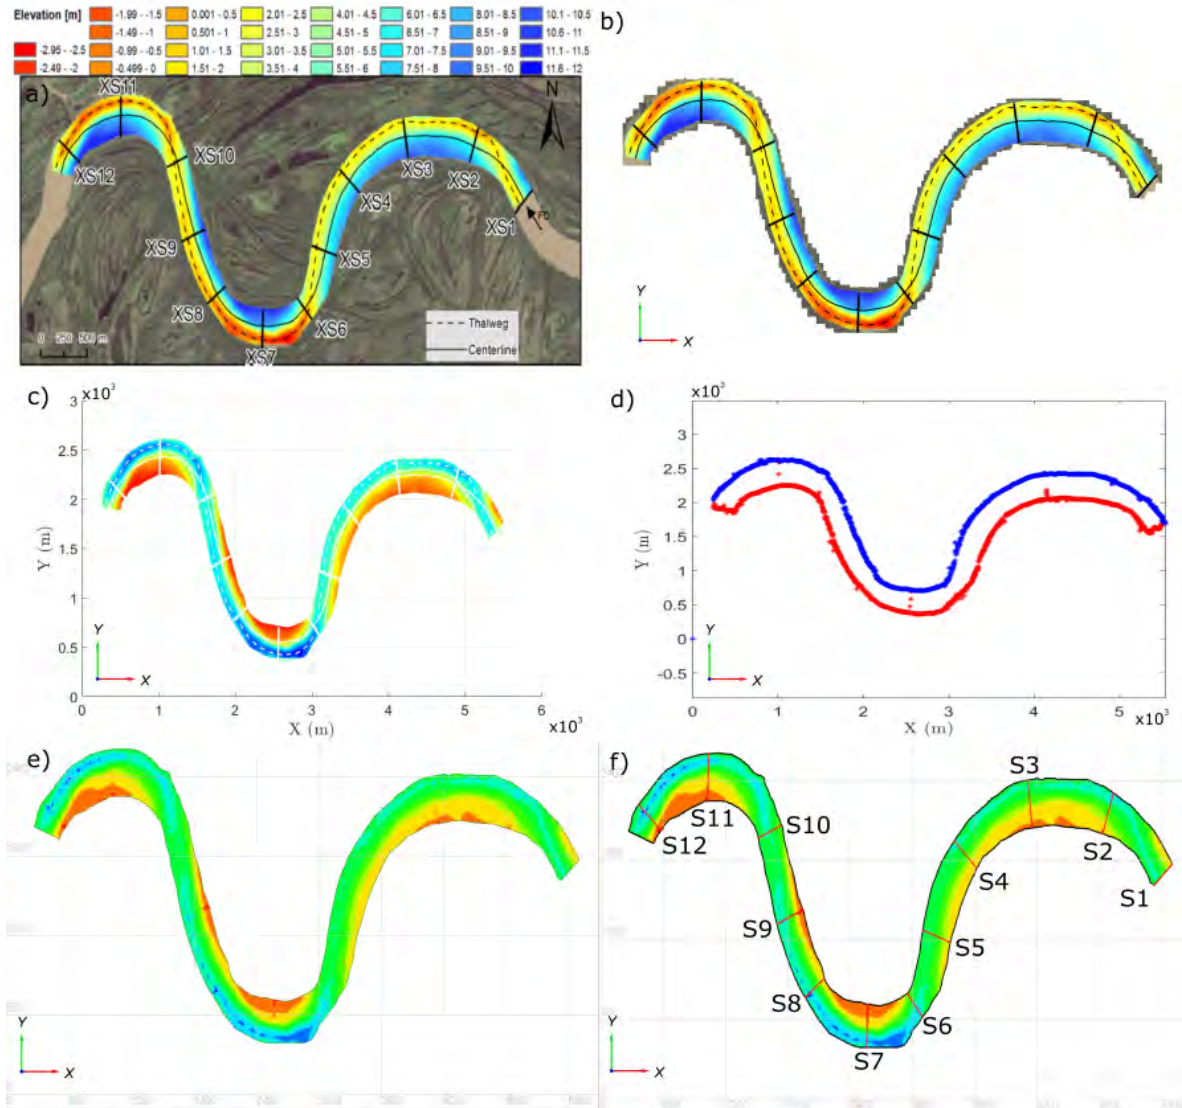 Elevation [m] -1.99 - -1.5 0.001 - 0.5 2.01 - 2.5 4.01 - 4.5 6.01 - 6.5 8.01 - 8.5 10.1 - 10.5
-1.49 - -1 0.501 - 1 2.51 - 3 4.51 - 5 6.51 - 7 8.51 - 9 10.6 - 11
-2.95 - -2.5 -0.99 - -0.5 1.01 - 1.5 3.01 - 3.5 5.01 - 5.5 7.01 - 7.5 9.01 - 9.5 11.1 - 11.5
-2.49 - -2 -0.499 - 0 1.51 - 2 3.51 - 4 5.51 - 6 7.51 - 8 9.51 - 10 11.6 - 12
a)
XS11
N
XS10
XS12
XS3
XS2
XS4
XS1
FD
XS9
XS5
XS8
XS6
XS7
0 250 500 m
Thalweg
Centerline
b)
Y
X
c)
×10³
3
2.5
2
1.5
1
0.5
0
Y (m)
Y
X
0 1 2 3 4 5 6
X (m)
×10³
d)
×10³
3
2.5
2
1.5
1
0.5
0
-0.5
Y (m)
Y
X
0 1 2 3 4 5
X (m)
×10³
e)
Y
X
f)
S3
S11
S10
S12
S2
S4
S1
S9
S5
S8
S6
S7
Y
X